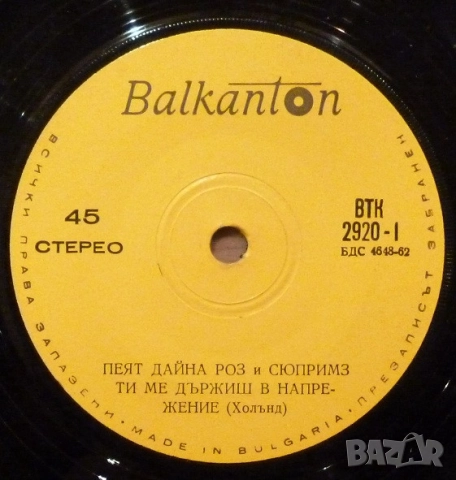 Balkanton
45
СТЕРЕО
ВТК
2920-I
БДС 4648-62
ПЕЯТ ДАЙНА РОЗ и СЮПРИМЗ
ТИ МЕ ДЪРЖИШ В НАПРЕ-
ЖЕНИЕ (Холънд)
ВСИЧКИ ПРАВА ЗАПАЗЕНИ · MADE IN BULGARIA · ПРЕЗАПИСЪТ ЗАБРАНЕН
BAZAR